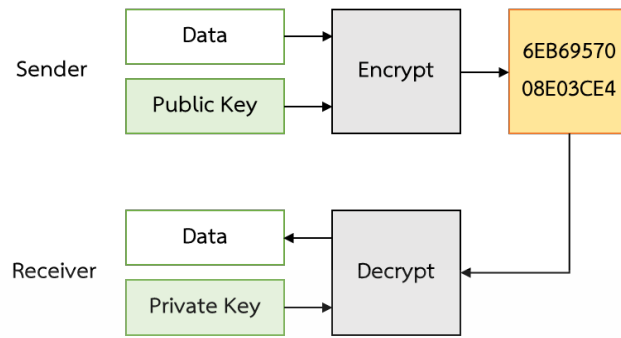 Data
Sender
Encrypt
6EB69570
08E03CE4
Public Key
Data
Receiver
Decrypt
Private Key